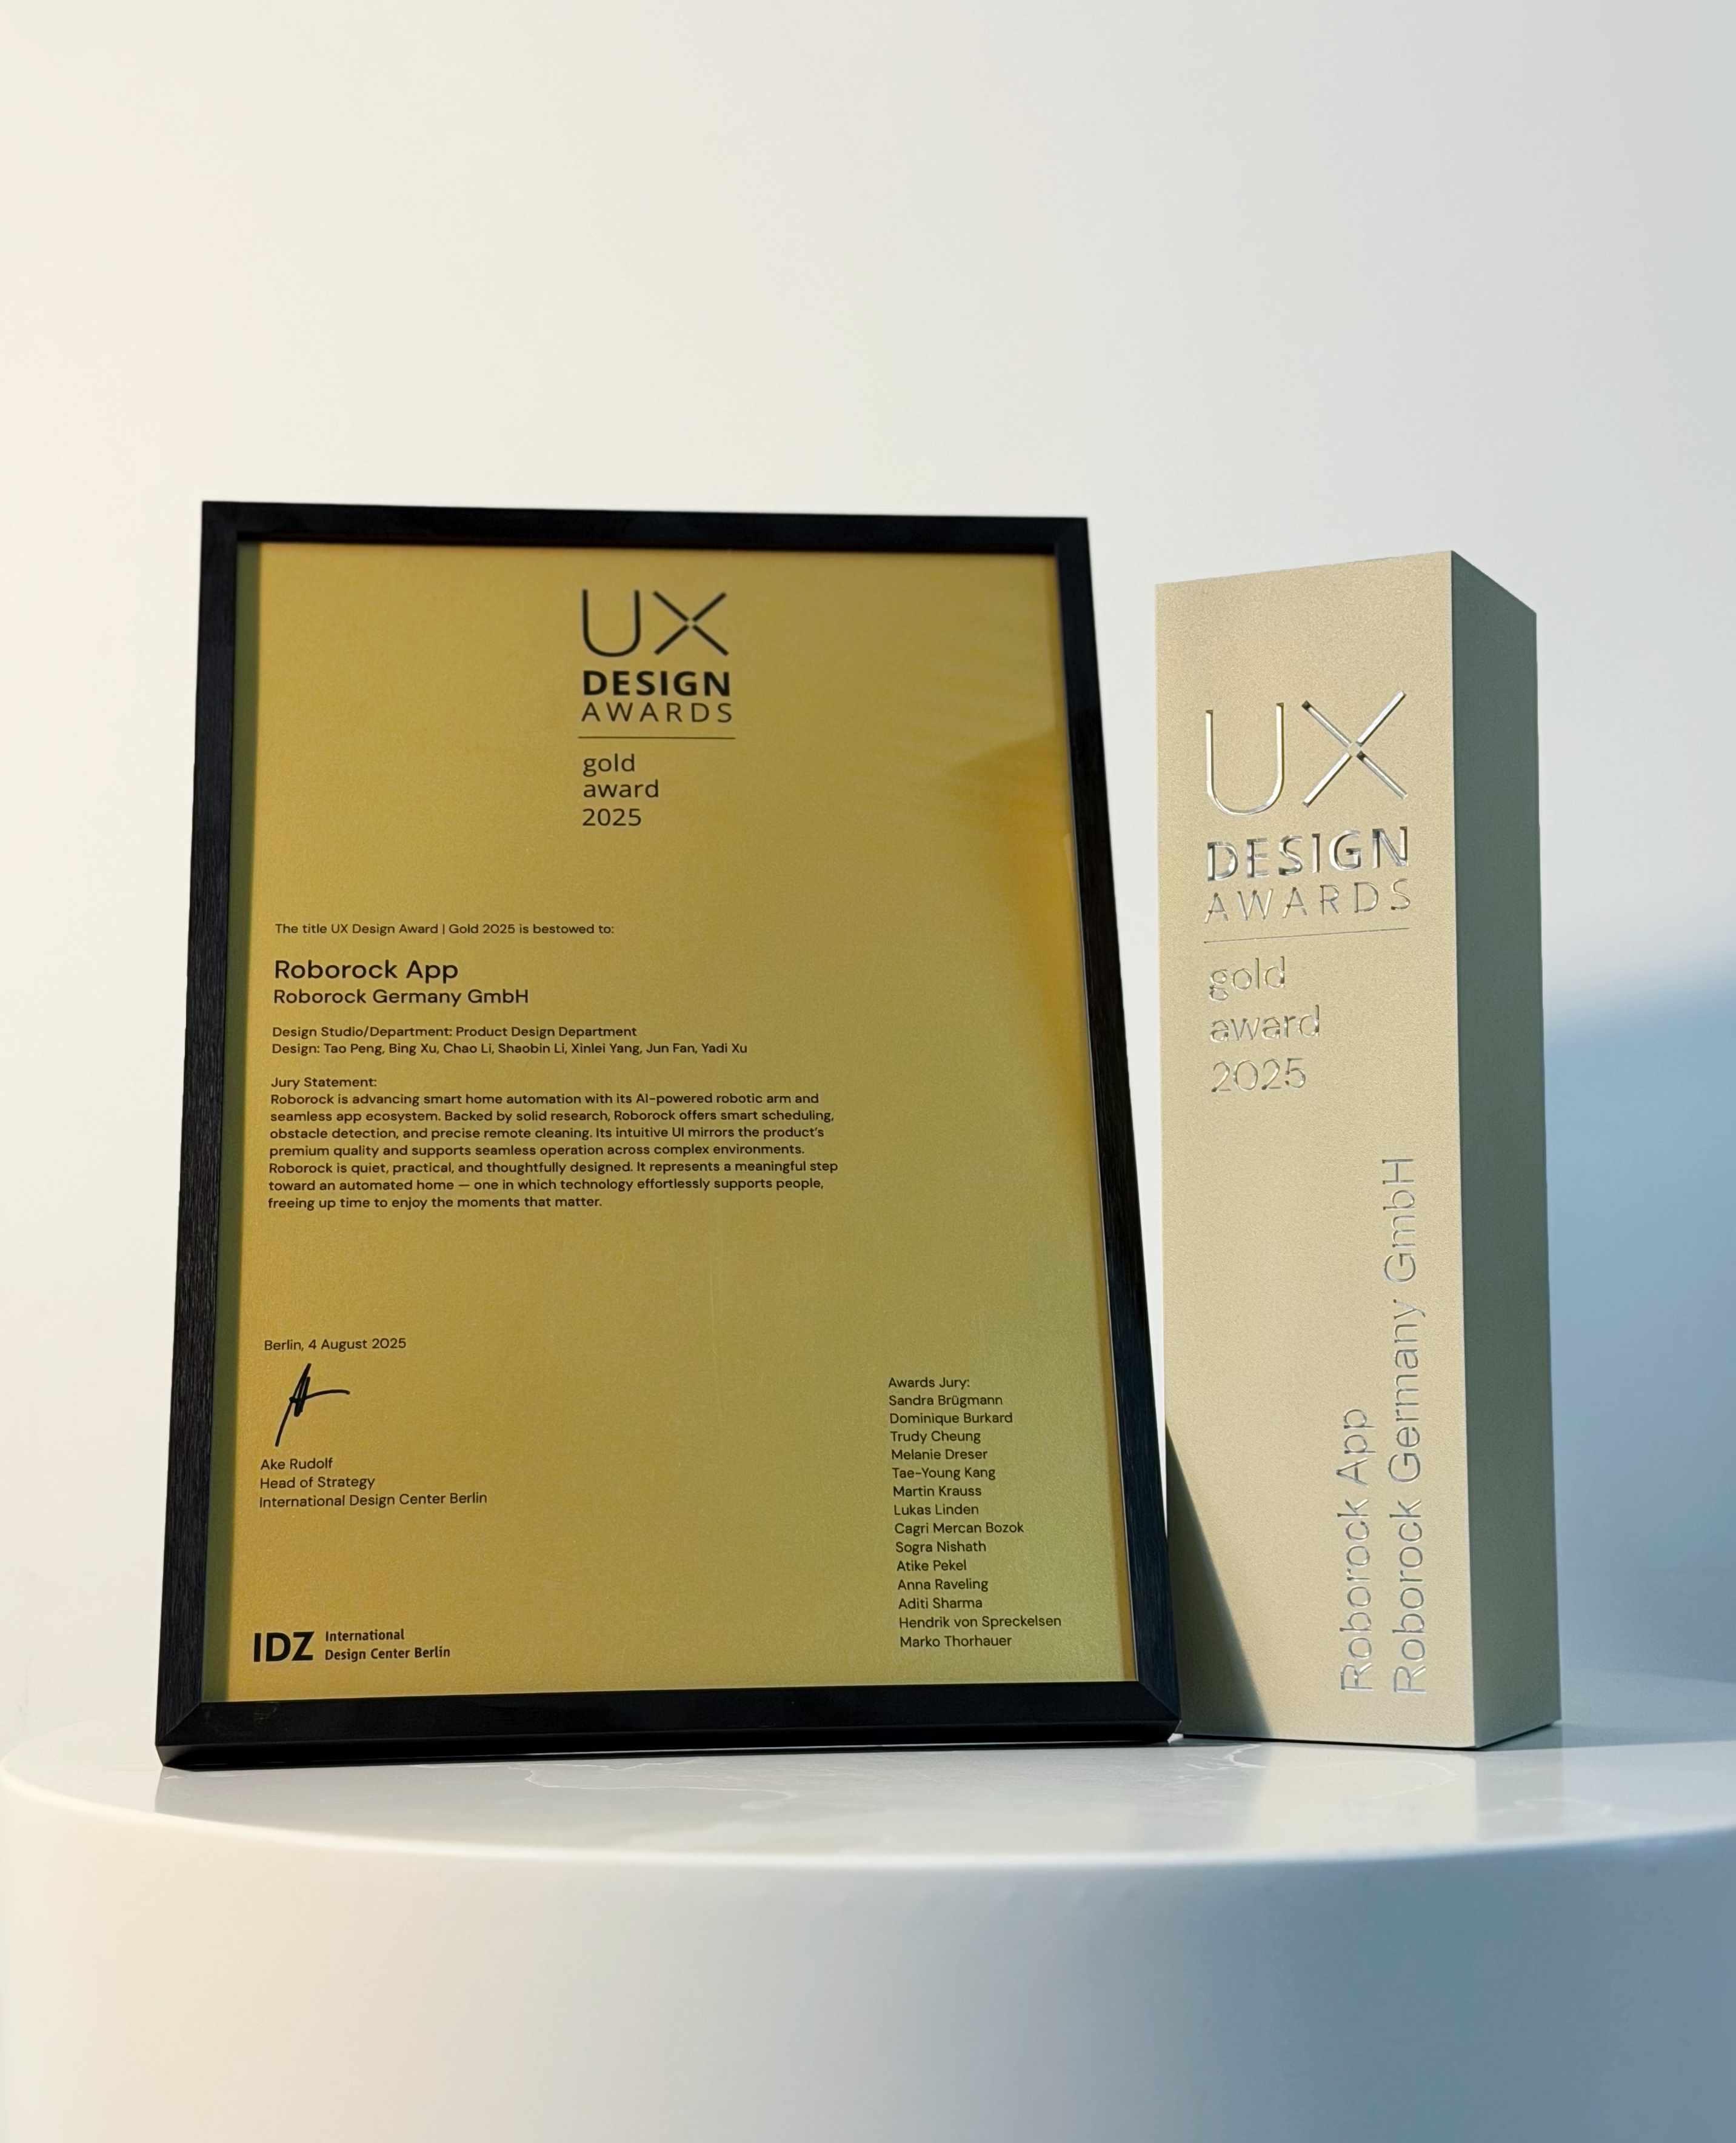 UX
DESIGN
AWARDS
gold
award
2025
The title UX Design Award | Gold 2025 is bestowed to:
Roborock App
Roborock Germany GmbH
Design Studio/Department: Product Design Department
Design: Tao Peng, Bing Xu, Chao Li, Shaobin Li, Xinlei Yang, Jun Fan, Yadi Xu
Jury Statement:
Roborock is advancing smart home automation with its AI-powered robotic arm and
seamless app ecosystem. Backed by solid research, Roborock offers smart scheduling,
obstacle detection, and precise remote cleaning. Its intuitive UI mirrors the product's
premium quality and supports seamless operation across complex environments.
Roborock is quiet, practical, and thoughtfully designed. It represents a meaningful step
toward an automated home — one in which technology effortlessly supports people,
freeing up time to enjoy the moments that matter.
Berlin, 4 August 2025
Ake Rudolf
Head of Strategy
International Design Center Berlin
IDZ International
Design Center Berlin
Awards Jury:
Sandra Brügmann
Dominique Burkard
Trudy Cheung
Melanie Dreser
Tae-Young Kang
Martin Krauss
Lukas Linden
Cagri Mercan Bozok
Sogra Nishath
Atike Pekel
Anna Raveling
Aditi Sharma
Hendrik von Spreckelsen
Marko Thorhauer
UX
DESIGN
AWARDS
gold
award
2025
Roborock App
Roborock Germany GmbH